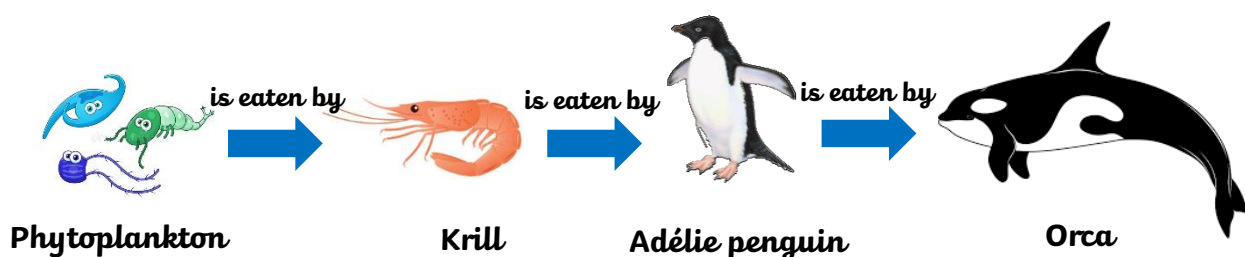 is eaten by
is eaten by
is eaten by
Phytoplankton
Krill
Adélie penguin
Orca